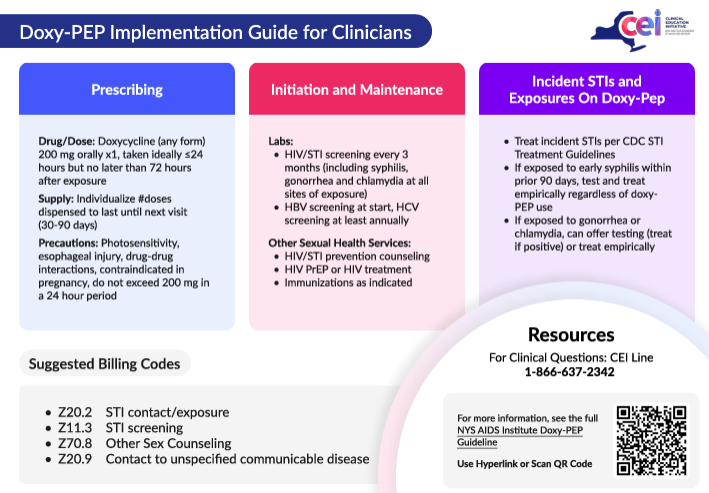 Doxy-PEP Implementation Guide for Clinicians
cei
CLINICAL
EDUCATION
INITIATIVE
Prescribing
Drug/Dose: Doxycycline (any form)
200 mg orally x1, taken ideally ≤24
hours but no later than 72 hours
after exposure
Supply: Individualize #doses
dispensed to last until next visit
(30-90 days)
Precautions: Photosensitivity,
esophageal injury, drug-drug
interactions, contraindicated in
pregnancy, do not exceed 200 mg in
a 24 hour period
Initiation and Maintenance
Labs:
• HIV/STI screening every 3
months (including syphilis,
gonorrhea and chlamydia at all
sites of exposure)
• HBV screening at start, HCV
screening at least annually
Other Sexual Health Services:
• HIV/STI prevention counseling
• HIV PrEP or HIV treatment
• Immunizations as indicated
Incident STIs and
Exposures On Doxy-Pep
• Treat incident STIs per CDC STI
Treatment Guidelines
• If exposed to early syphilis within
prior 90 days, test and treat
empirically regardless of doxy-
PEP use
• If exposed to gonorrhea or
chlamydia, can offer testing (treat
if positive) or treat empirically
Suggested Billing Codes
• Z20.2 STI contact/exposure
• Z11.3 STI screening
• Z70.8 Other Sex Counseling
• Z20.9 Contact to unspecified communicable disease
Resources
For Clinical Questions: CEI Line
1-866-637-2342
For more information, see the full
NYS AIDS Institute Doxy-PEP
Guideline
Use Hyperlink or Scan QR Code